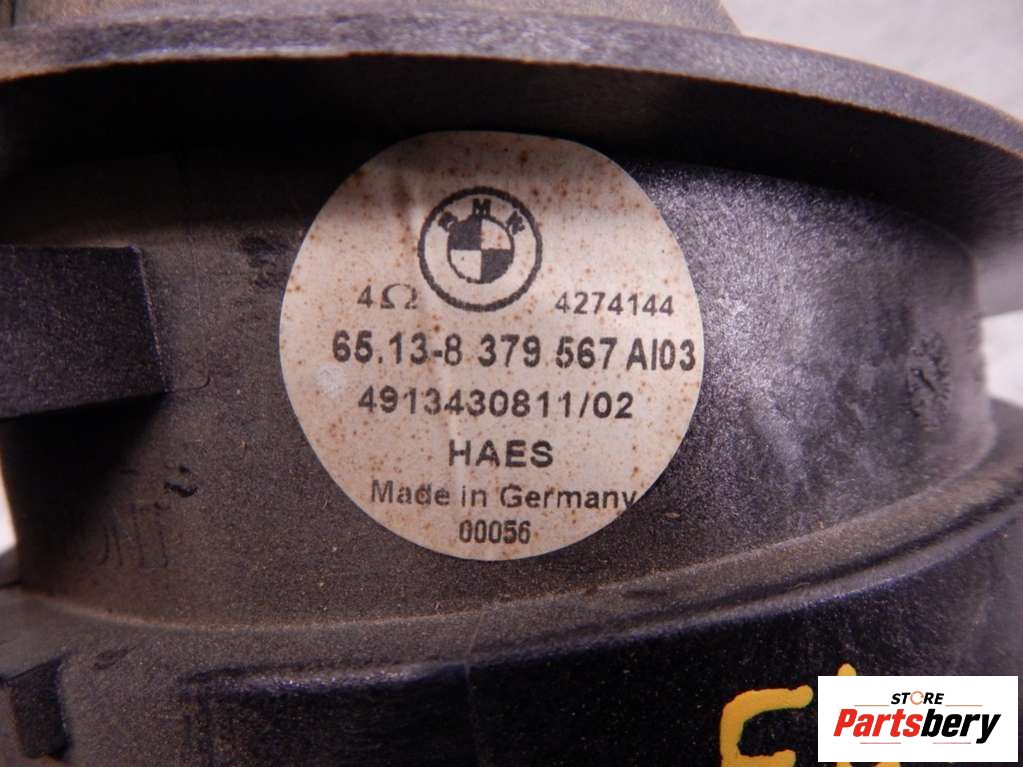 BMW
4Ω 4274144
65.13-8 379 567 AI03
4913430811/02
HAES
Made in Germany
00056
STORE
Partsbery